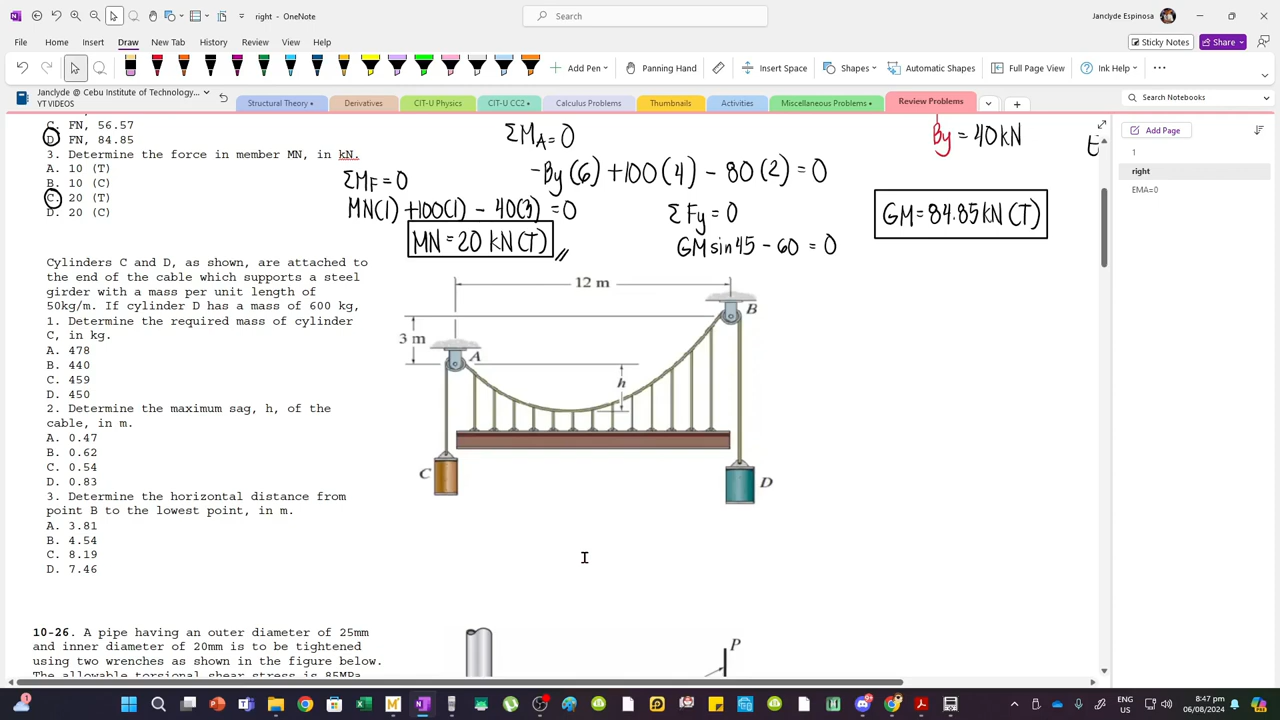 right - OneNote
Search
Janclyde Espinosa
File Home Insert Draw New Tab History Review View Help
Sticky Notes
Share
Add Pen
Panning Hand
Insert Space
Shapes
Automatic Shapes
Full Page View
Ink Help
Janclyde @ Cebu Institute of Technology...
YT VIDEOS
Structural Theory
Derivatives
CIT-U Physics
CIT-U CC2
Calculus Problems
Thumbnails
Activities
Miscellaneous Problems
Review Problems
Search Notebooks
Add Page
1
right
EMA=0
C. FN, 56.57
D. FN, 84.85
3. Determine the force in member MN, in kN.
A. 10 (T)
B. 10 (C)
C. 20 (T)
D. 20 (C)
ΣMF=0
MN(1) +100(1) - 40(3) =0
MN = 20 KN(T)
ΣMA=0
-By(6) +100(4) - 80(2) =0
ΣFy =0
GM sin45 - 60 = 0
By = 40kN
GM = 84.85 KN (T)
Cylinders C and D, as shown, are attached to
the end of the cable which supports a steel
girder with a mass per unit length of
50kg/m. If cylinder D has a mass of 600 kg,
1. Determine the required mass of cylinder
C, in kg.
A. 478
B. 440
C. 459
D. 450
2. Determine the maximum sag, h, of the
cable, in m.
A. 0.47
B. 0.62
C. 0.54
D. 0.83
3. Determine the horizontal distance from
point B to the lowest point, in m.
A. 3.81
B. 4.54
C. 8.19
D. 7.46
12 m
B
3 m
A
h
C
D
10-26. A pipe having an outer diameter of 25mm
and inner diameter of 20mm is to be tightened
using two wrenches as shown in the figure below.
The allowable torsional shear stress is 85MPa
P
ENG
US
8:47 pm
06/08/2024